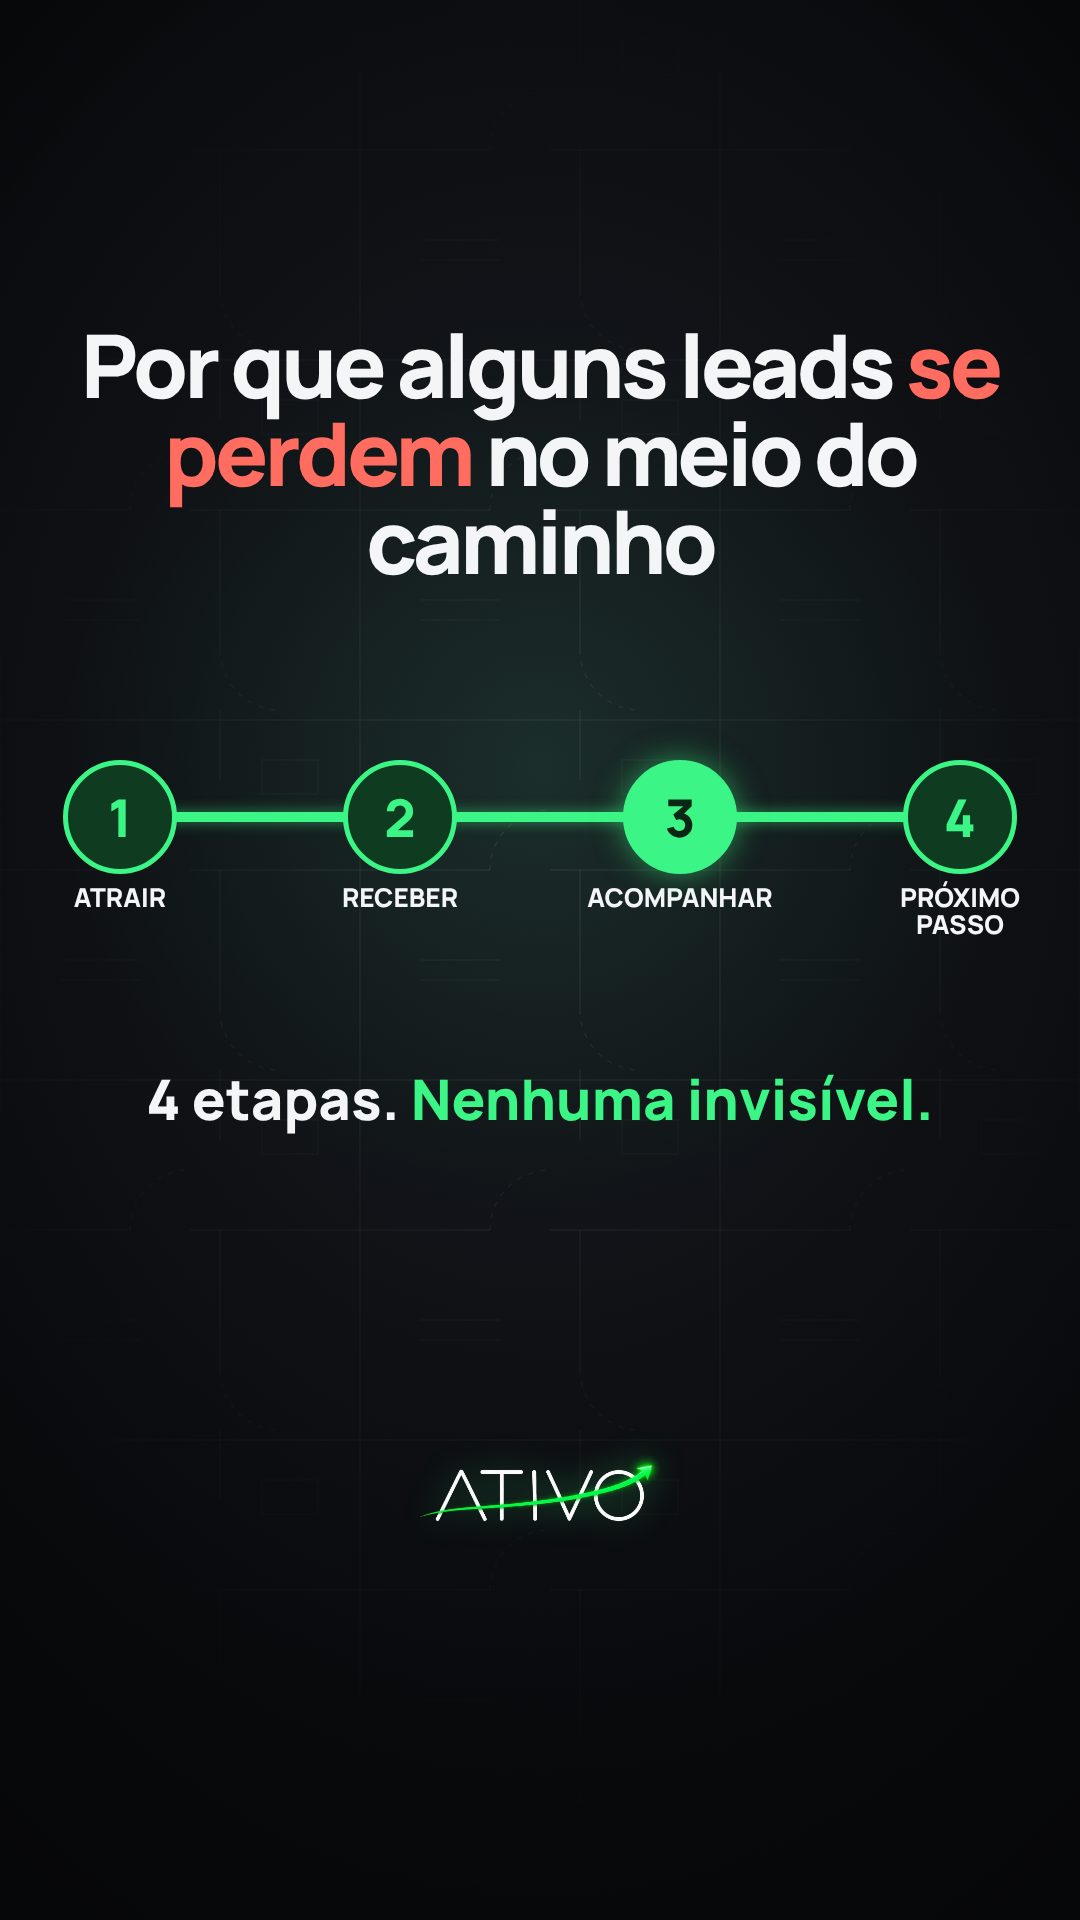 Por que alguns leads se
perdem no meio do
caminho
1
2
3
4
ATRAIR
RECEBER
ACOMPANHAR
PRÓXIMO
PASSO
4 etapas. Nenhuma invisível.
ATIVO